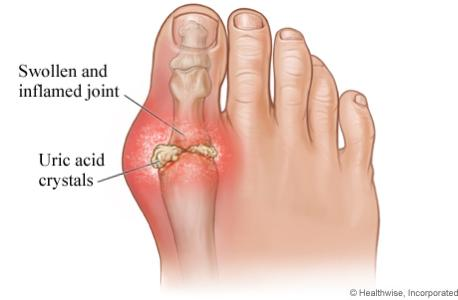 Swollen and
inflamed joint
Uric acid
crystals
© Healthwise, Incorporated